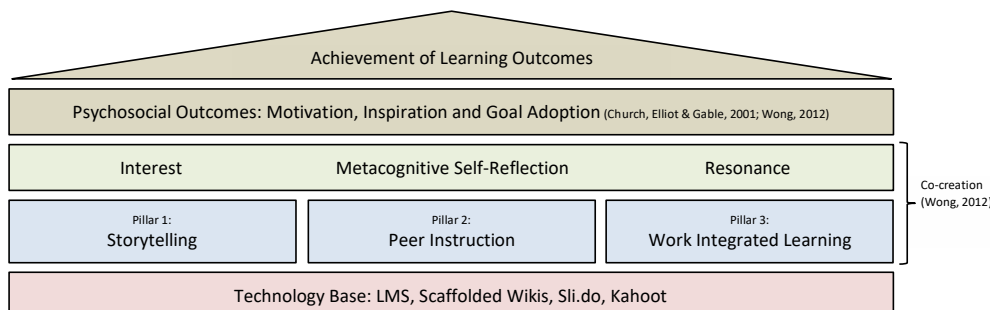 Achievement of Learning Outcomes
Psychosocial Outcomes: Motivation, Inspiration and Goal Adoption (Church, Elliot & Gable, 2001; Wong, 2012)
Interest
Metacognitive Self-Reflection
Resonance
Co-creation
(Wong, 2012)
Pillar 1:
Storytelling
Pillar 2:
Peer Instruction
Pillar 3:
Work Integrated Learning
Technology Base: LMS, Scaffolded Wikis, Sli.do, Kahoot